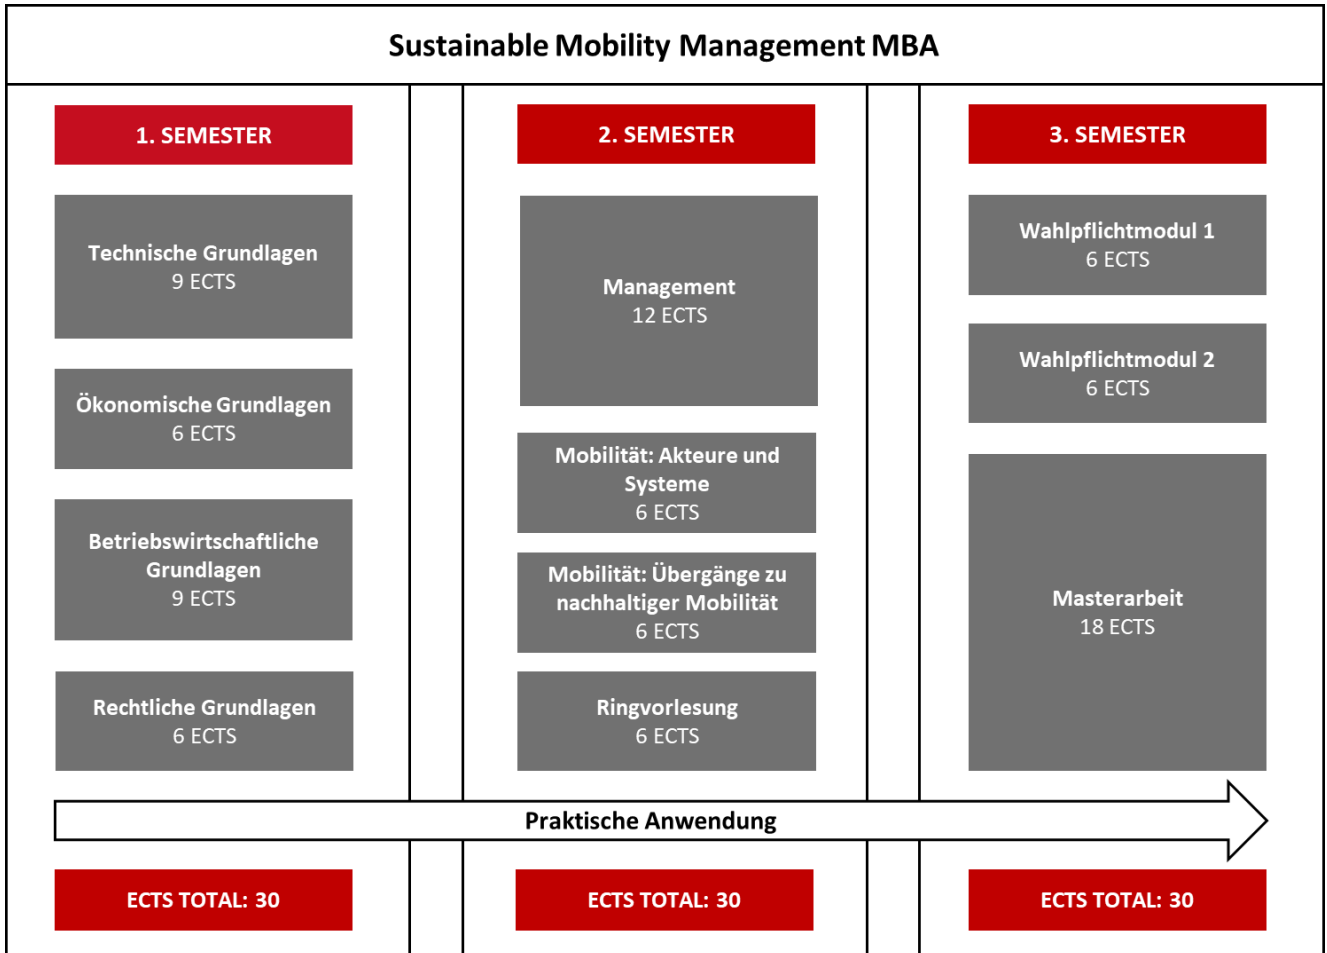 Sustainable Mobility Management MBA
1. SEMESTER
Technische Grundlagen
9 ECTS
Ökonomische Grundlagen
6 ECTS
Betriebswirtschaftliche
Grundlagen
9 ECTS
Rechtliche Grundlagen
6 ECTS
2. SEMESTER
Management
12 ECTS
Mobilität: Akteure und
Systeme
6 ECTS
Mobilität: Übergänge zu
nachhaltiger Mobilität
6 ECTS
Ringvorlesung
6 ECTS
3. SEMESTER
Wahlpflichtmodul 1
6 ECTS
Wahlpflichtmodul 2
6 ECTS
Masterarbeit
18 ECTS
Praktische Anwendung
ECTS TOTAL: 30
ECTS TOTAL: 30
ECTS TOTAL: 30